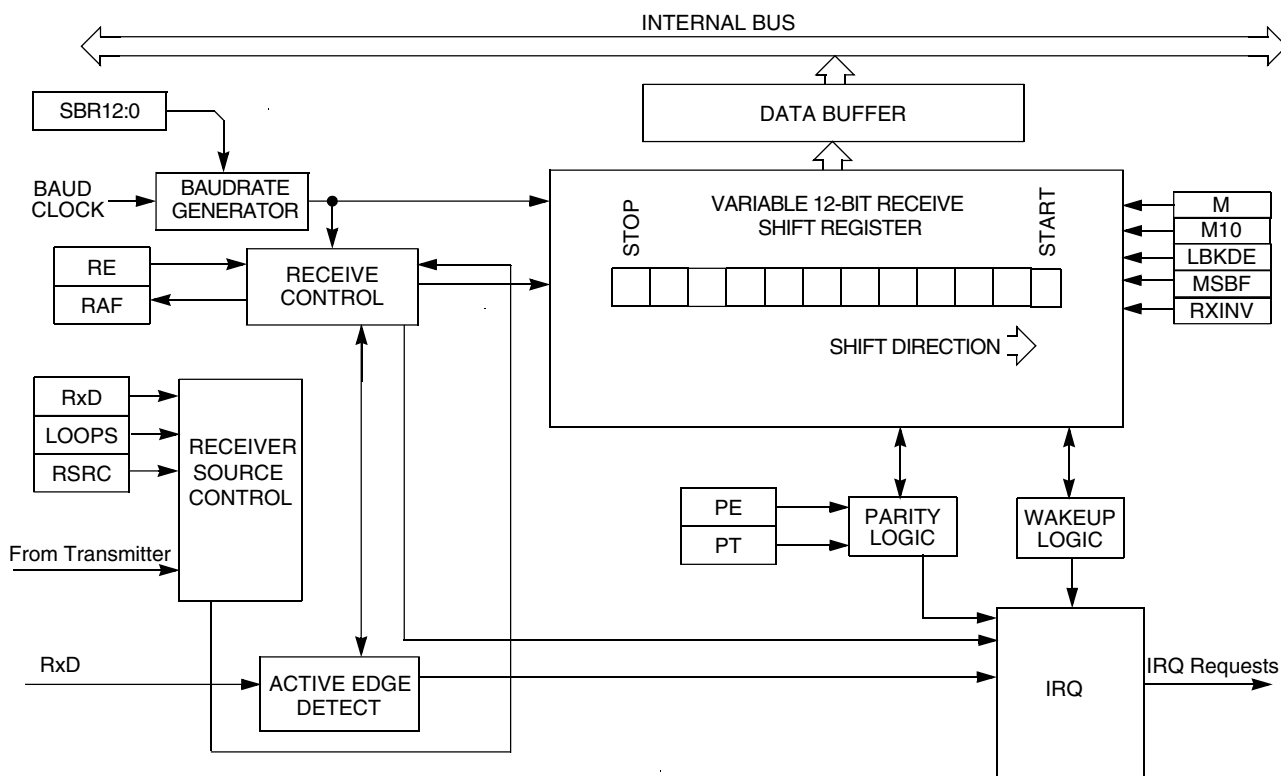 INTERNAL BUS
SBR12:0
DATA BUFFER
BAUD
CLOCK
BAUDRATE
GENERATOR
VARIABLE 12-BIT RECEIVE
SHIFT REGISTER
STOP
START
M
M10
LBKDE
MSBF
RXINV
RE
RAF
RECEIVE
CONTROL
SHIFT DIRECTION
RxD
LOOPS
RSRC
RECEIVER
SOURCE
CONTROL
From Transmitter
PE
PT
PARITY
LOGIC
WAKEUP
LOGIC
RxD
ACTIVE EDGE
DETECT
IRQ
IRQ Requests